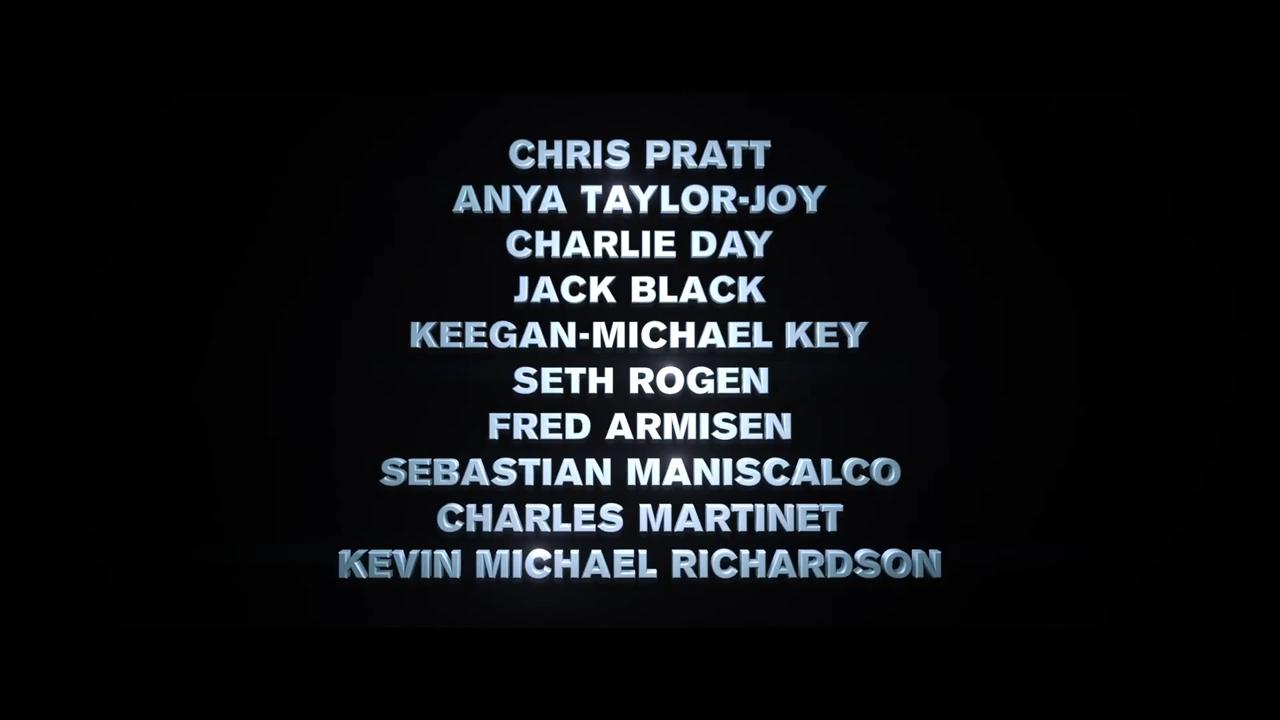 CHRIS PRATT
ANYA TAYLOR-JOY
CHARLIE DAY
JACK BLACK
KEEGAN-MICHAEL KEY
SETH ROGEN
FRED ARMISEN
SEBASTIAN MANISCALCO
CHARLES MARTINET
KEVIN MICHAEL RICHARDSON